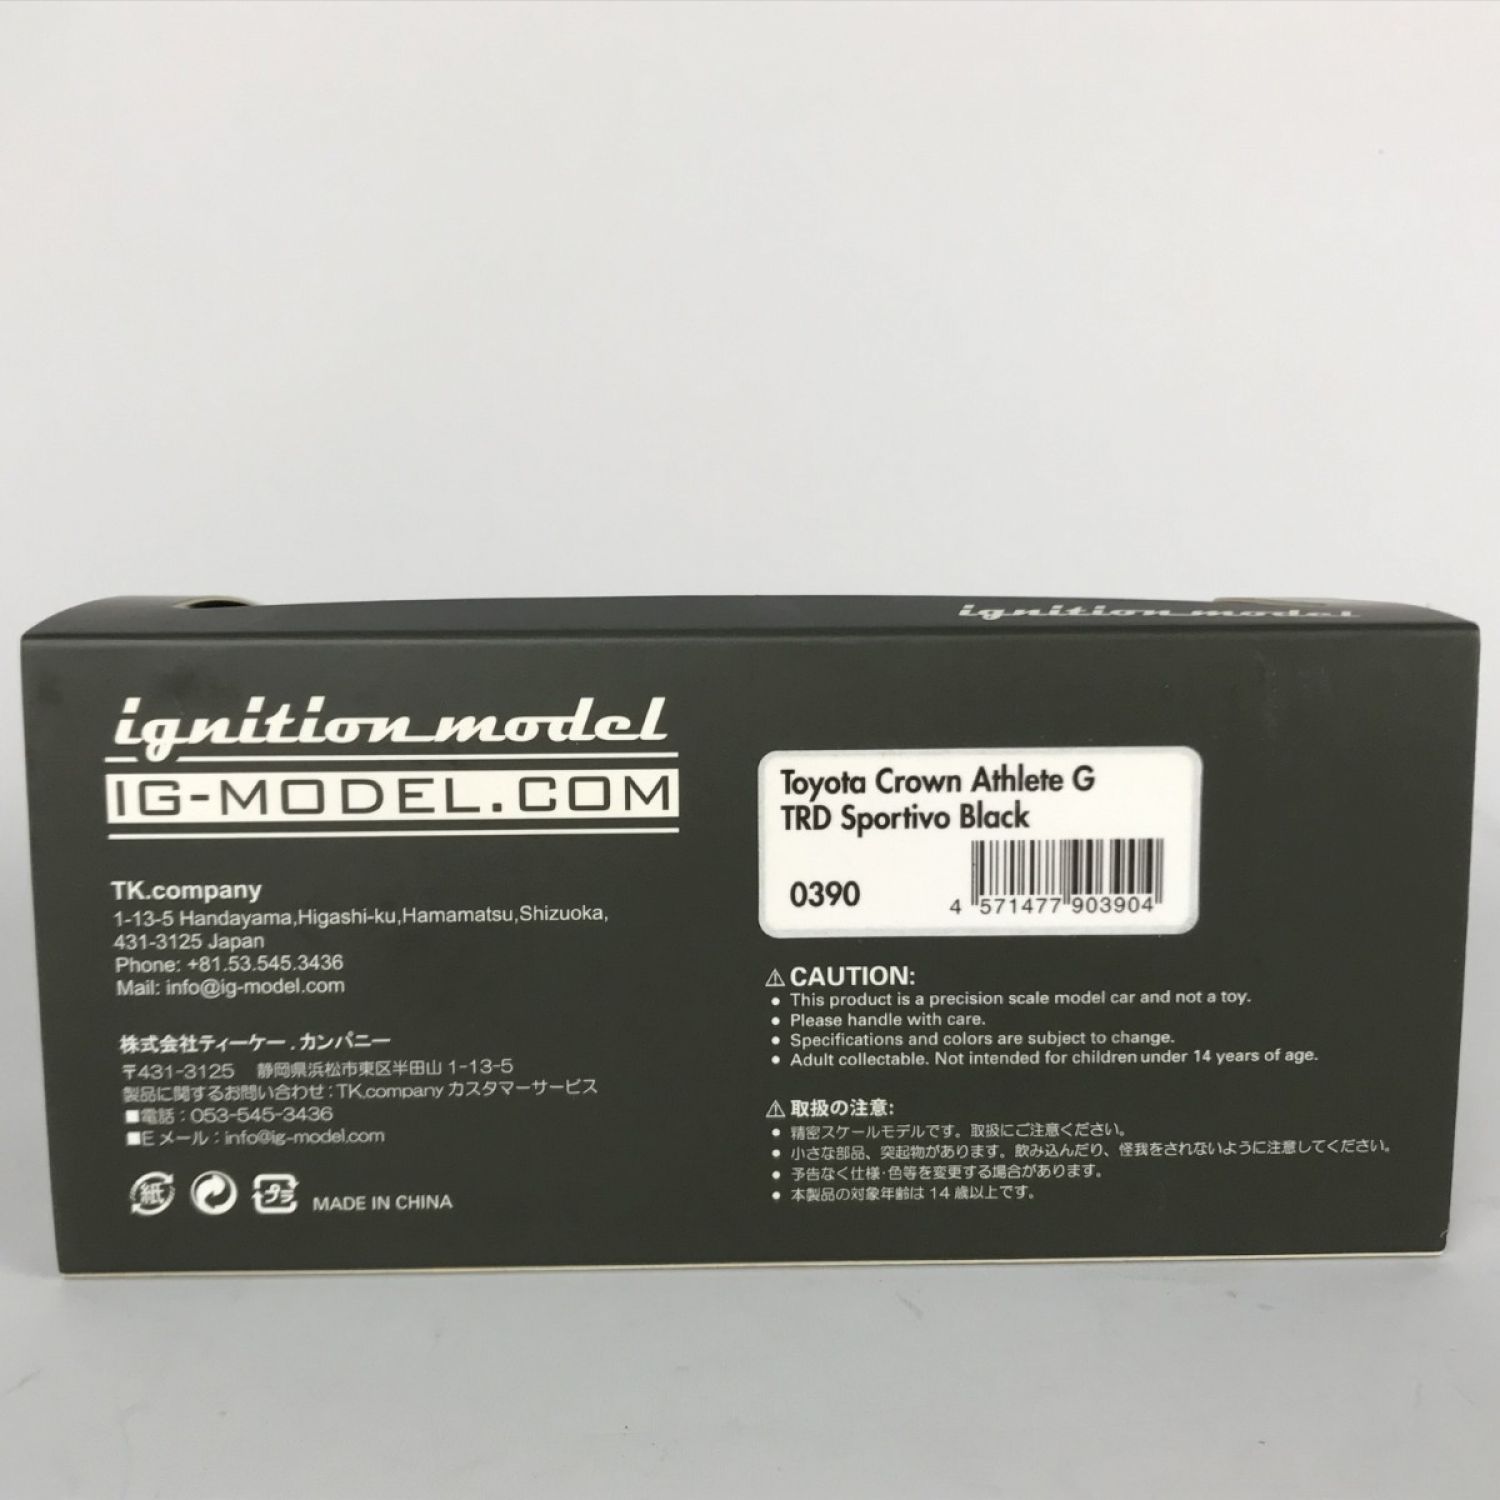 ignition model
ignition model
IG-MODEL.COM
TK.company
1-13-5 Handayama,Higashi-ku,Hamamatsu,Shizuoka,
431-3125 Japan
Phone: +81.53.545.3436
Mail: info@ig-model.com
株式会社ティーケー.カンパニー
〒431-3125 静岡県浜松市東区半田山 1-13-5
製品に関するお問い合わせ:TK.company カスタマーサービス
■電話:053-545-3436
■E メール:info@ig-model.com
紙
プラ
MADE IN CHINA
Toyota Crown Athlete G
TRD Sportivo Black
0390
4 571477 903904
⚠ CAUTION:
● This product is a precision scale model car and not a toy.
● Please handle with care.
● Specifications and colors are subject to change.
● Adult collectable. Not intended for children under 14 years of age.
⚠ 取扱の注意:
● 精密スケールモデルです。取扱にご注意ください。
● 小さな部品、突起物があります。飲み込んだり、怪我をされないように注意してください。
● 予告なく仕様・色等を変更する場合があります。
● 本製品の対象年齢は 14 歳以上です。